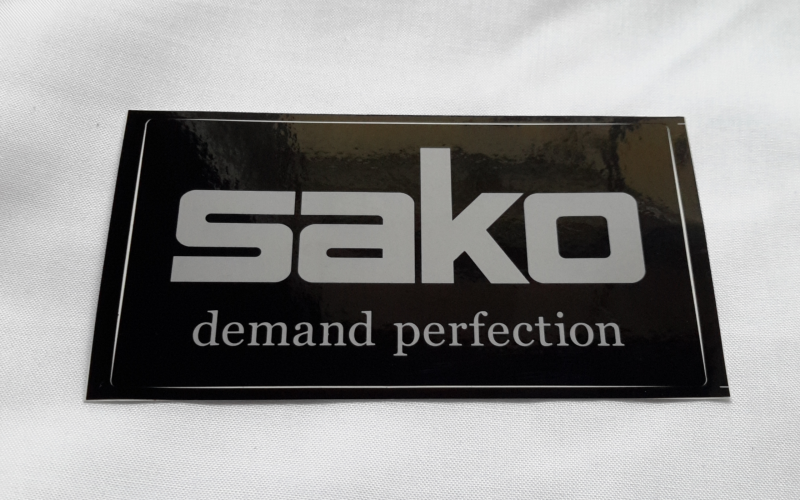 sako
demand perfection